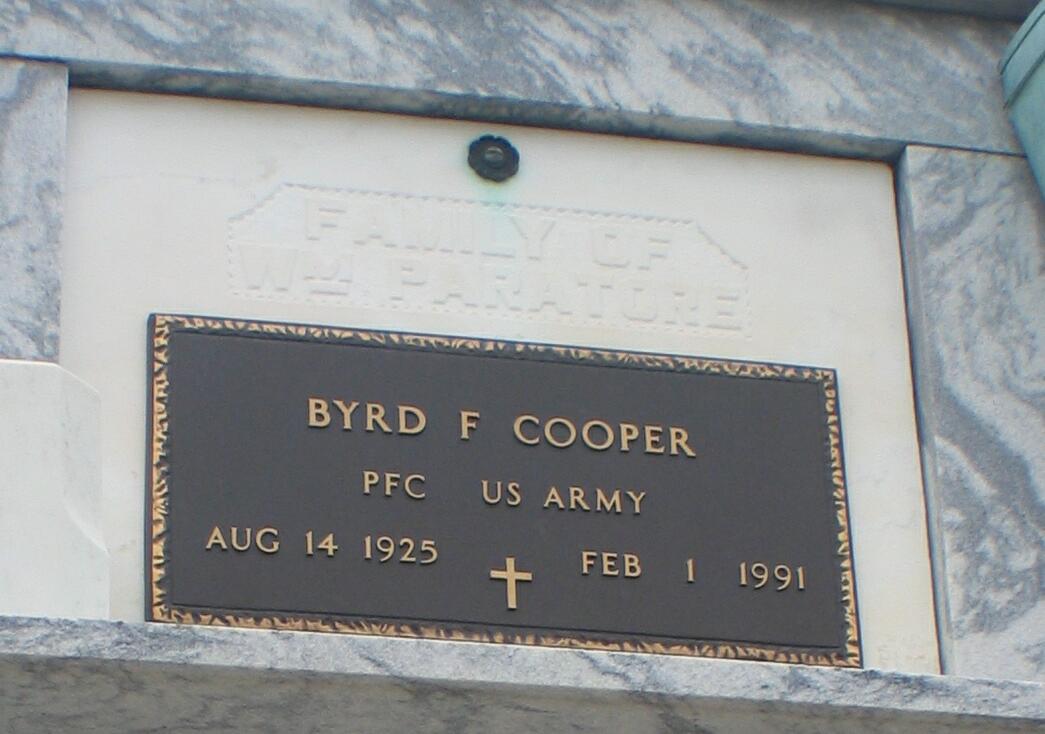 FAMILY OF
WM PARATORE
BYRD F COOPER
PFC US ARMY
AUG 14 1925 FEB 1 1991